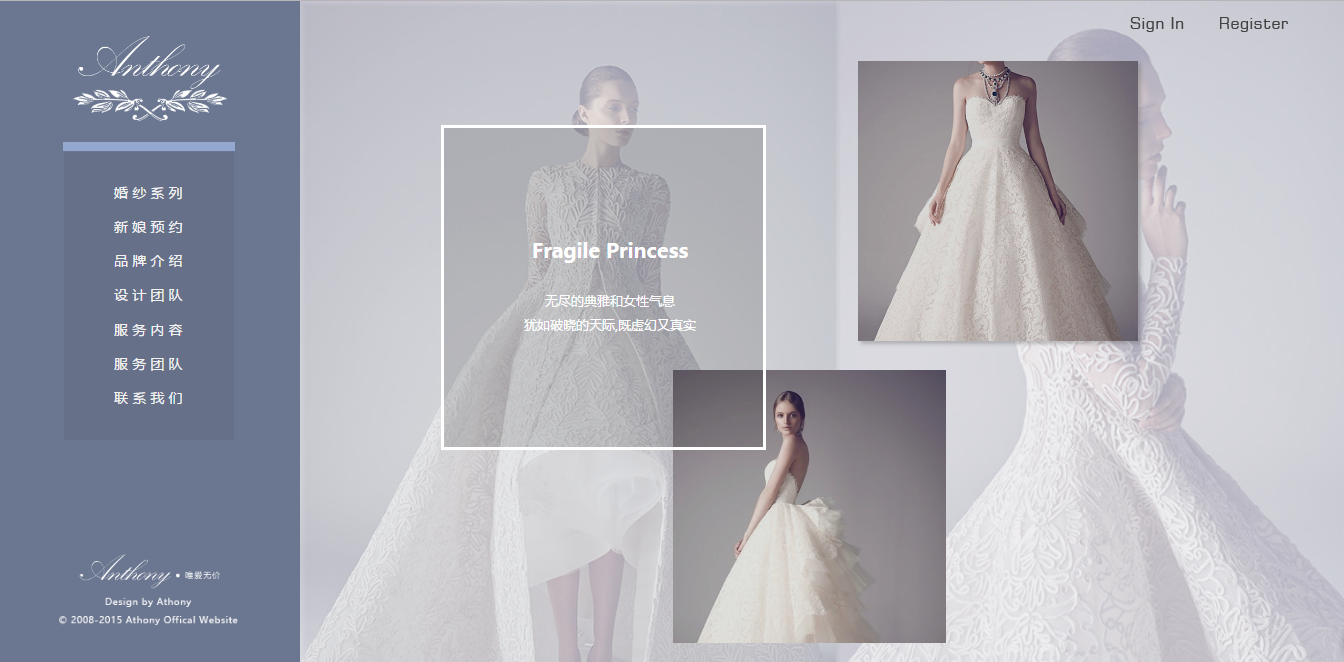 Anthony
婚纱系列
新娘预约
品牌介绍
设计团队
服务内容
服务团队
联系我们
Anthony • 唯爱无价
Design by Athony
© 2008-2015 Athony Offical Website
Sign In Register
Fragile Princess
无尽的典雅和女性气息
犹如破晓的天际,既虚幻又真实